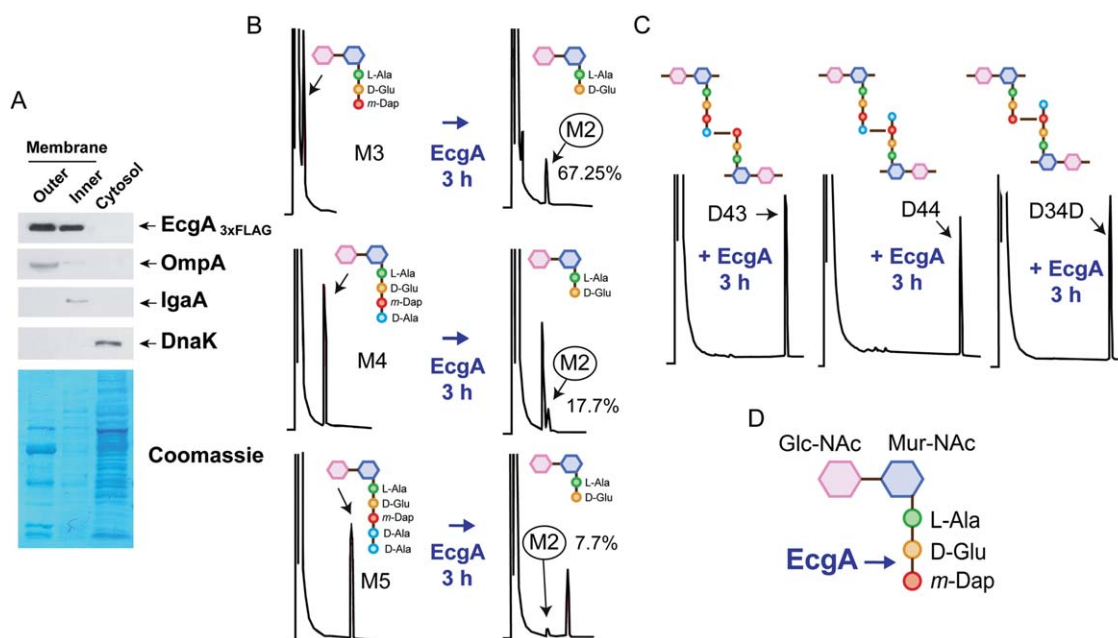 A
Membrane
Outer
Inner
Cytosol
EcgA 3xFLAG
OmpA
IgaA
DnaK
Coomassie
B
L-Ala
D-Glu
m-Dap
M3
EcgA
3 h
L-Ala
D-Glu
M2
67.25%
L-Ala
D-Glu
m-Dap
D-Ala
M4
EcgA
3 h
L-Ala
D-Glu
M2
17.7%
L-Ala
D-Glu
m-Dap
D-Ala
D-Ala
M5
EcgA
3 h
L-Ala
D-Glu
M2
7.7%
C
D43
+ EcgA
3 h
D44
+ EcgA
3 h
D34D
+ EcgA
3 h
D
Glc-NAc
Mur-NAc
L-Ala
D-Glu
m-Dap
EcgA